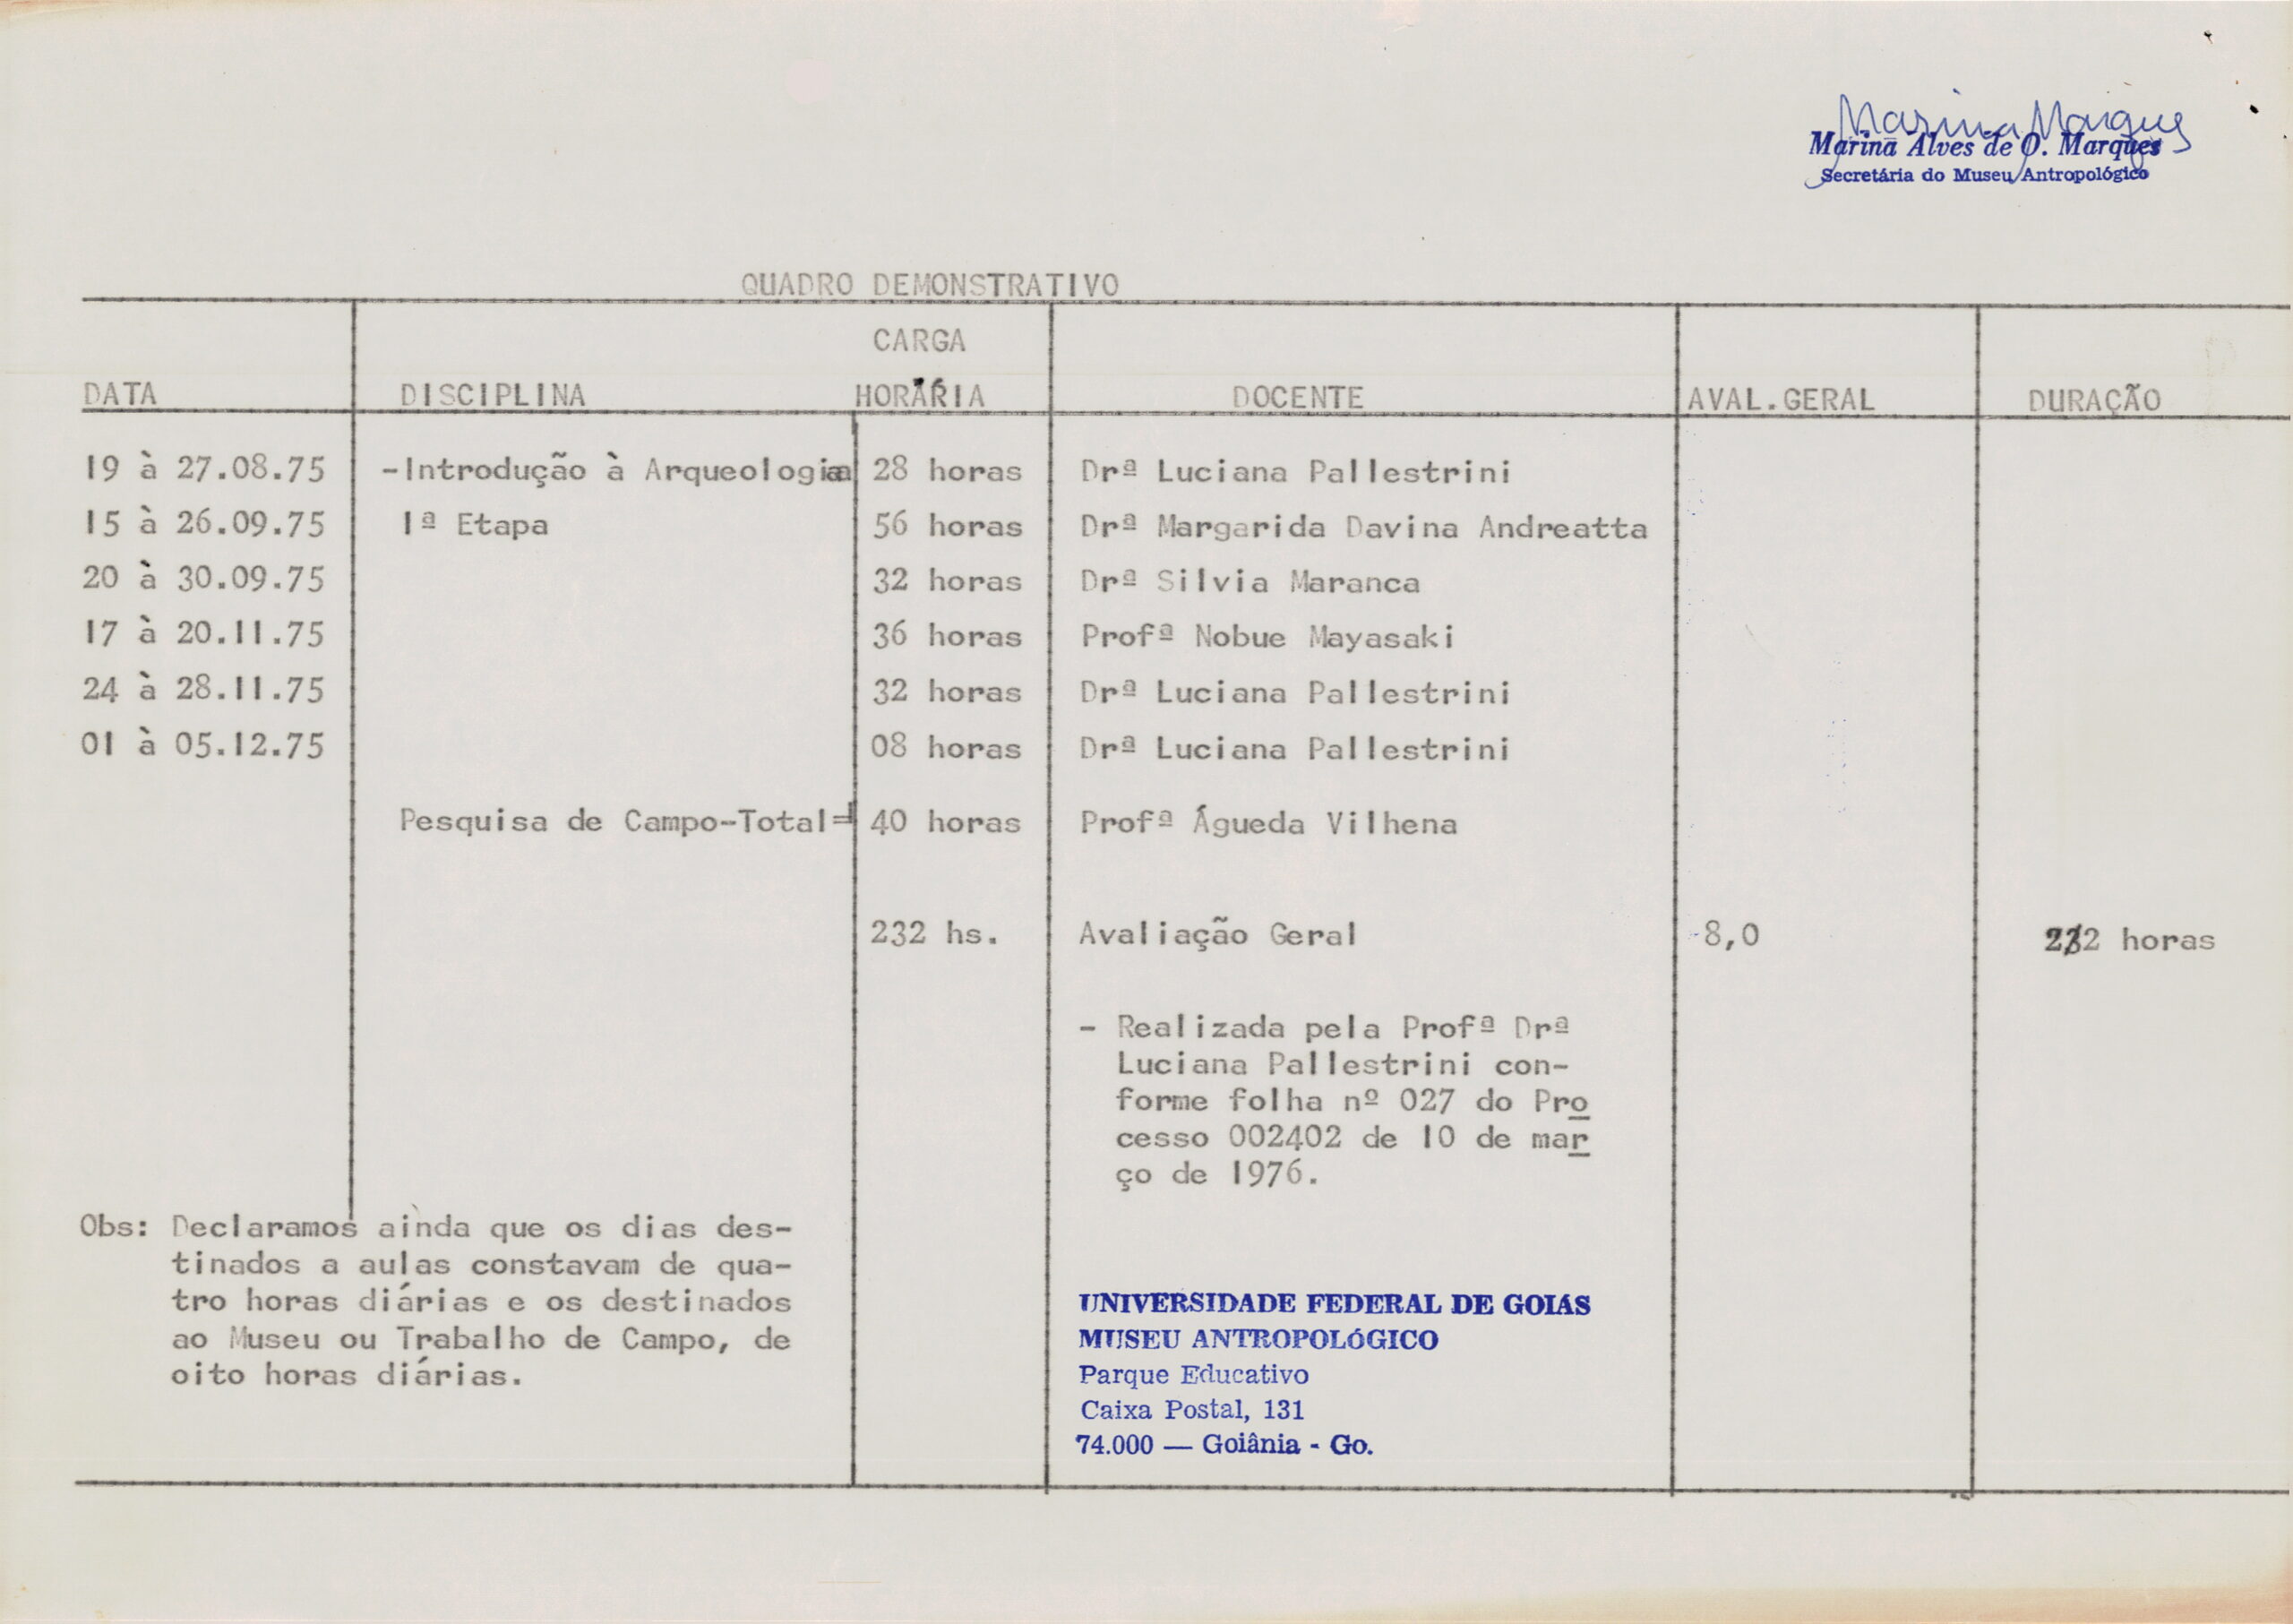 Marina Marques
Marina Alves de O. Marques
Secretária do Museu Antropológico
QUADRO DEMONSTRATIVO
DATA DISCIPLINA CARGA HORÁRIA DOCENTE AVAL.GERAL DURAÇÃO
19 à 27.08.75 -Introdução à Arqueologia 28 horas Drª Luciana Pallestrini
15 à 26.09.75 1ª Etapa 56 horas Drª Margarida Davina Andreatta
20 à 30.09.75 32 horas Drª Silvia Maranca
17 à 20.11.75 36 horas Profª Nobue Mayasaki
24 à 28.11.75 32 horas Drª Luciana Pallestrini
01 à 05.12.75 08 horas Drª Luciana Pallestrini
Pesquisa de Campo-Total= 40 horas Profª Águeda Vilhena
232 hs. Avaliação Geral 8,0 232 horas
- Realizada pela Profª Drª
Luciana Pallestrini con-
forme folha nº 027 do Pro
cesso 002402 de 10 de mar
ço de 1976.
Obs: Declaramos ainda que os dias des-
tinados a aulas constavam de qua-
tro horas diárias e os destinados
ao Museu ou Trabalho de Campo, de
oito horas diárias.
UNIVERSIDADE FEDERAL DE GOIÁS
MUSEU ANTROPOLÓGICO
Parque Educativo
Caixa Postal, 131
74.000 — Goiânia - Go.